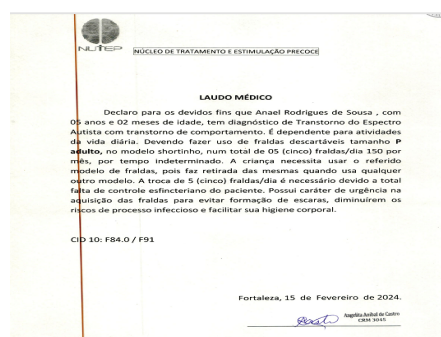 NUTEP
NÚCLEO DE TRATAMENTO E ESTIMULAÇÃO PRECOCE
LAUDO MÉDICO
Declaro para os devidos fins que Anael Rodrigues de Sousa , com
05 anos e 02 meses de idade, tem diagnóstico de Transtorno do Espectro
Autista com transtorno de comportamento. É dependente para atividades
da vida diária. Devendo fazer uso de fraldas descartáveis tamanho P
adulto, no modelo shortinho, num total de 05 (cinco) fraldas/dia 150 por
mês, por tempo indeterminado. A criança necessita usar o referido
modelo de fraldas, pois faz retirada das mesmas quando usa qualquer
outro modelo. A troca de 5 (cinco) fraldas/dia é necessário devido a total
falta de controle esfincteriano do paciente. Possui caráter de urgência na
aquisição das fraldas para evitar formação de escaras, diminuírem os
riscos de processo infeccioso e facilitar sua higiene corporal.
CID 10: F84.0 / F91
Fortaleza, 15 de Fevereiro de 2024.
Aníbal de Castro
CRM 3045